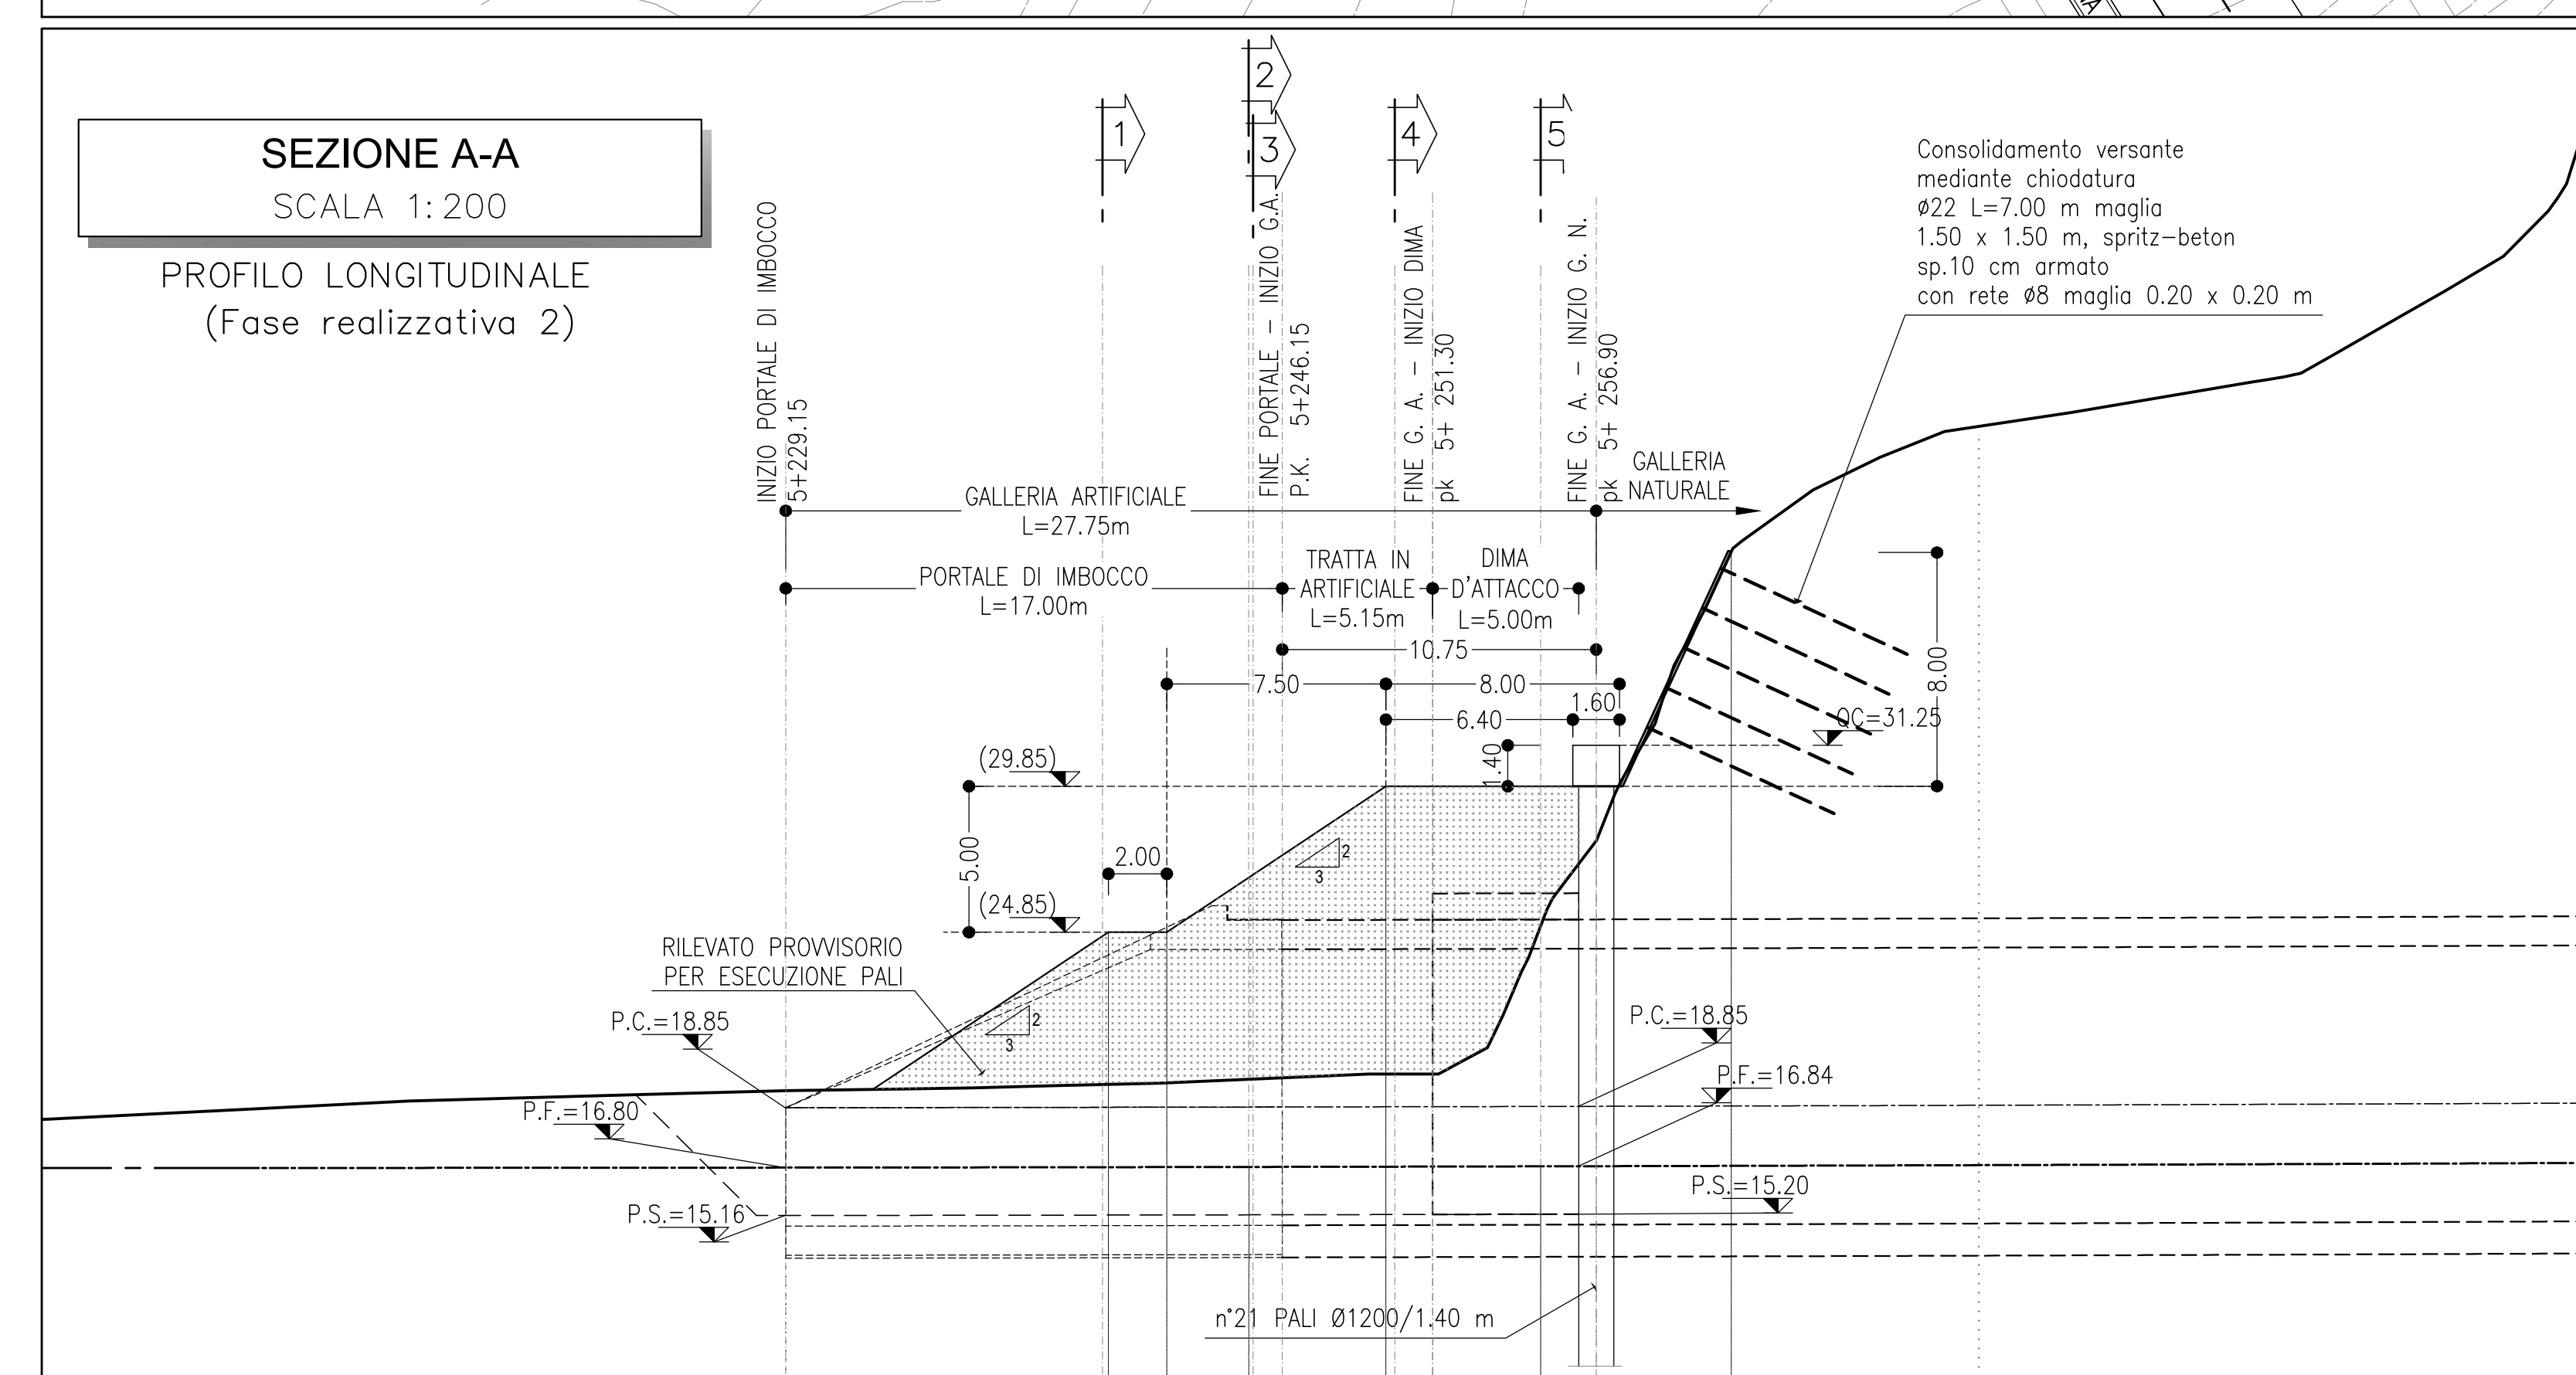 SEZIONE A-A
SCALA 1:200
PROFILO LONGITUDINALE
(Fase realizzativa 2)
1
2
3
4
5
Consolidamento versante
mediante chiodatura
ø22 L=7.00 m maglia
1.50 x 1.50 m, spritz-beton
sp.10 cm armato
con rete ø8 maglia 0.20 x 0.20 m
INIZIO PORTALE DI IMBOCCO
5+229.15
FINE PORTALE - INIZIO G.A.
P.K. 5+246.15
FINE G. A. - INIZIO DIMA
pk 5+ 251.30
FINE G. A. - INIZIO G. N.
pk 5+ 256.90
GALLERIA
NATURALE
GALLERIA ARTIFICIALE
L=27.75m
PORTALE DI IMBOCCO
L=17.00m
TRATTA IN
ARTIFICIALE
L=5.15m
DIMA
D'ATTACCO
L=5.00m
10.75
7.50
8.00
1.60
6.40
1.40
8.00
QC=31.25
(29.85)
5.00
2.00
(24.85)
2
3
2
3
RILEVATO PROVVISORIO
PER ESECUZIONE PALI
P.C.=18.85
P.F.=16.80
P.S.=15.16
P.C.=18.85
P.F.=16.84
P.S.=15.20
n°21 PALI Ø1200/1.40 m